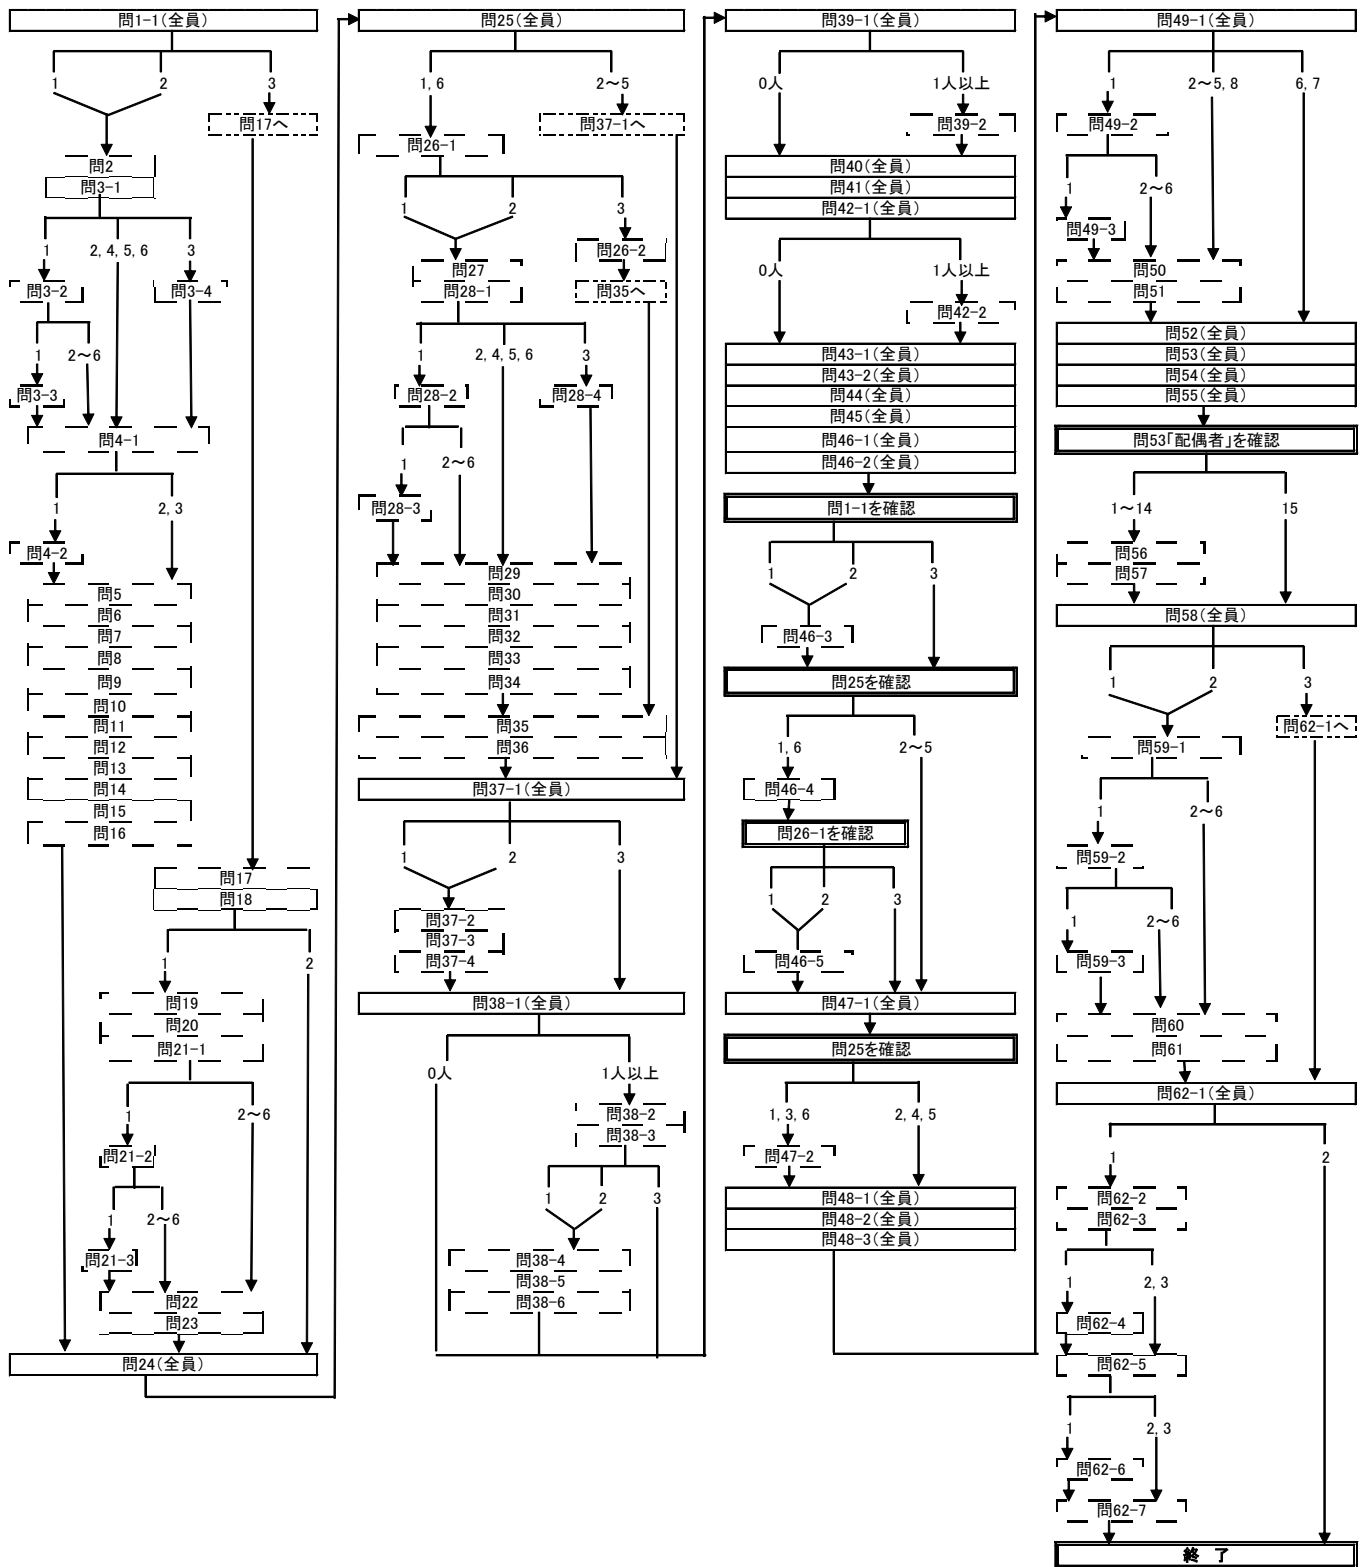 問1-1(全員)
1
2
3
問17へ
問2
問3-1
1
2, 4, 5, 6
3
問3-2
問3-4
1
2～6
問3-3
問4-1
1
2, 3
問4-2
問5
問6
問7
問8
問9
問10
問11
問12
問13
問14
問15
問16
問17
問18
1
2
問19
問20
問21-1
1
2～6
問21-2
1
2～6
問21-3
問22
問23
問24(全員)
問25(全員)
1, 6
2～5
問37-1へ
問26-1
1
2
3
問26-2
問27
問28-1
問35へ
1
2, 4, 5, 6
3
問28-2
問28-4
1
2～6
問28-3
問29
問30
問31
問32
問33
問34
問35
問36
問37-1(全員)
1
2
3
問37-2
問37-3
問37-4
問38-1(全員)
0人
1人以上
問38-2
問38-3
1
2
3
問38-4
問38-5
問38-6
問39-1(全員)
0人
1人以上
問39-2
問40(全員)
問41(全員)
問42-1(全員)
0人
1人以上
問42-2
問43-1(全員)
問43-2(全員)
問44(全員)
問45(全員)
問46-1(全員)
問46-2(全員)
問1-1を確認
1
2
3
問46-3
問25を確認
1, 6
2～5
問46-4
問26-1を確認
1
2
3
問46-5
問47-1(全員)
問25を確認
1, 3, 6
2, 4, 5
問47-2
問48-1(全員)
問48-2(全員)
問48-3(全員)
問49-1(全員)
1
2～5, 8
6, 7
問49-2
1
2～6
問49-3
問50
問51
問52(全員)
問53(全員)
問54(全員)
問55(全員)
問53「配偶者」を確認
1～14
15
問56
問57
問58(全員)
1
2
3
問62-1へ
問59-1
1
2～6
問59-2
1
2～6
問59-3
問60
問61
問62-1(全員)
1
2
問62-2
問62-3
1
2, 3
問62-4
問62-5
1
2, 3
問62-6
問62-7
終 了